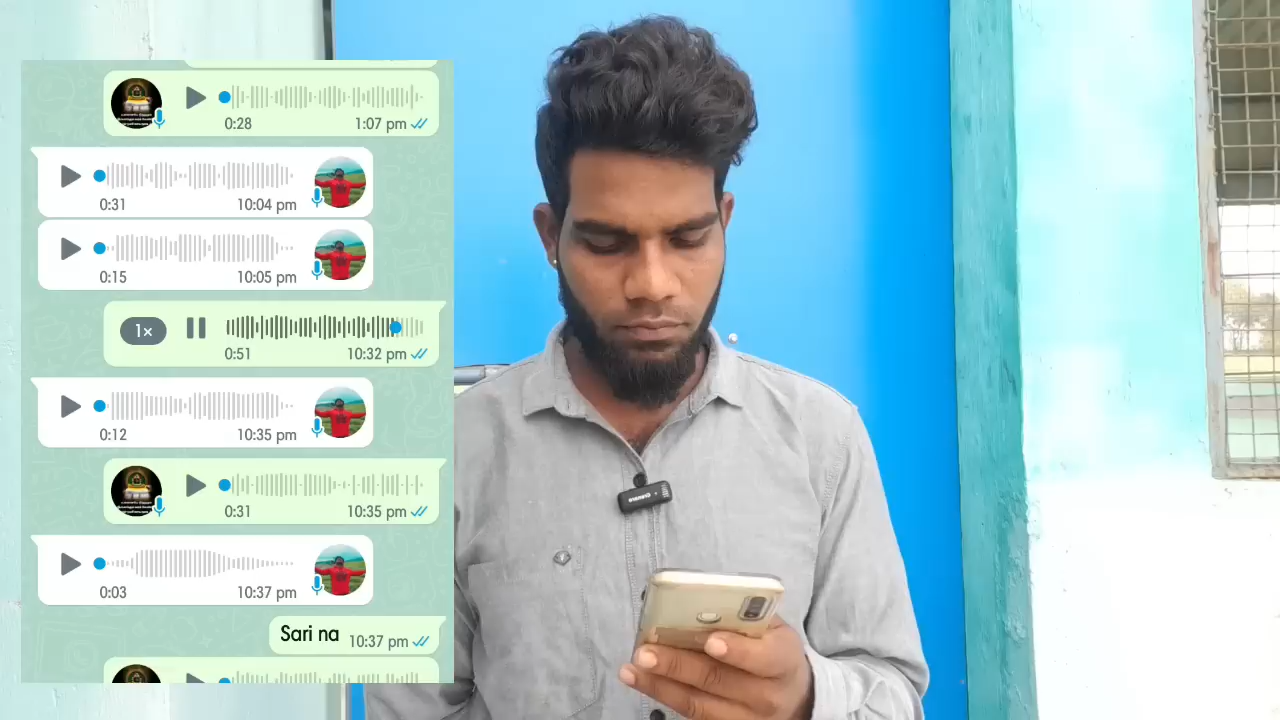 0:28 1:07 pm
0:31 10:04 pm
0:15 10:05 pm
1x
0:51 10:32 pm
0:12 10:35 pm
0:31 10:35 pm
0:03 10:37 pm
Sari na 10:37 pm